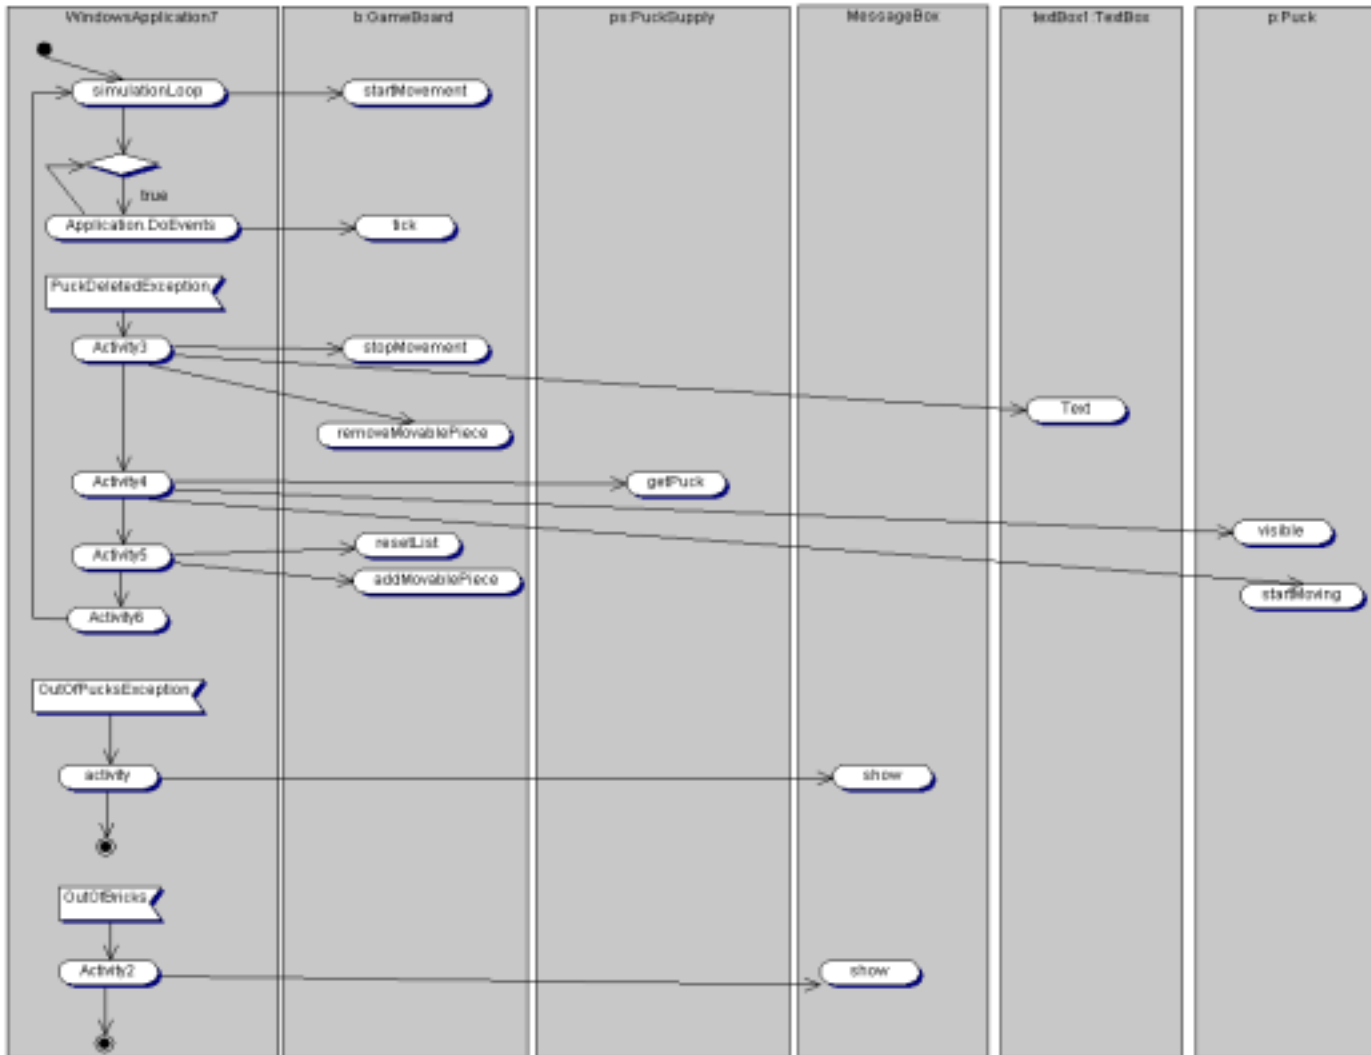 WindowsApplication7
b:GameBoard
ps:PuckSupply
MessageBox
textBox1:TextBox
p:Puck
simulationLoop
startMovement
true
Application.DoEvents
tick
PuckDeletedException
Activity3
stopMovement
Text
removeMovablePiece
Activity4
getPuck
visible
Activity5
resetList
addMovablePiece
startMoving
Activity6
OutOfPucksException
activity
show
OutOfBricks
Activity2
show